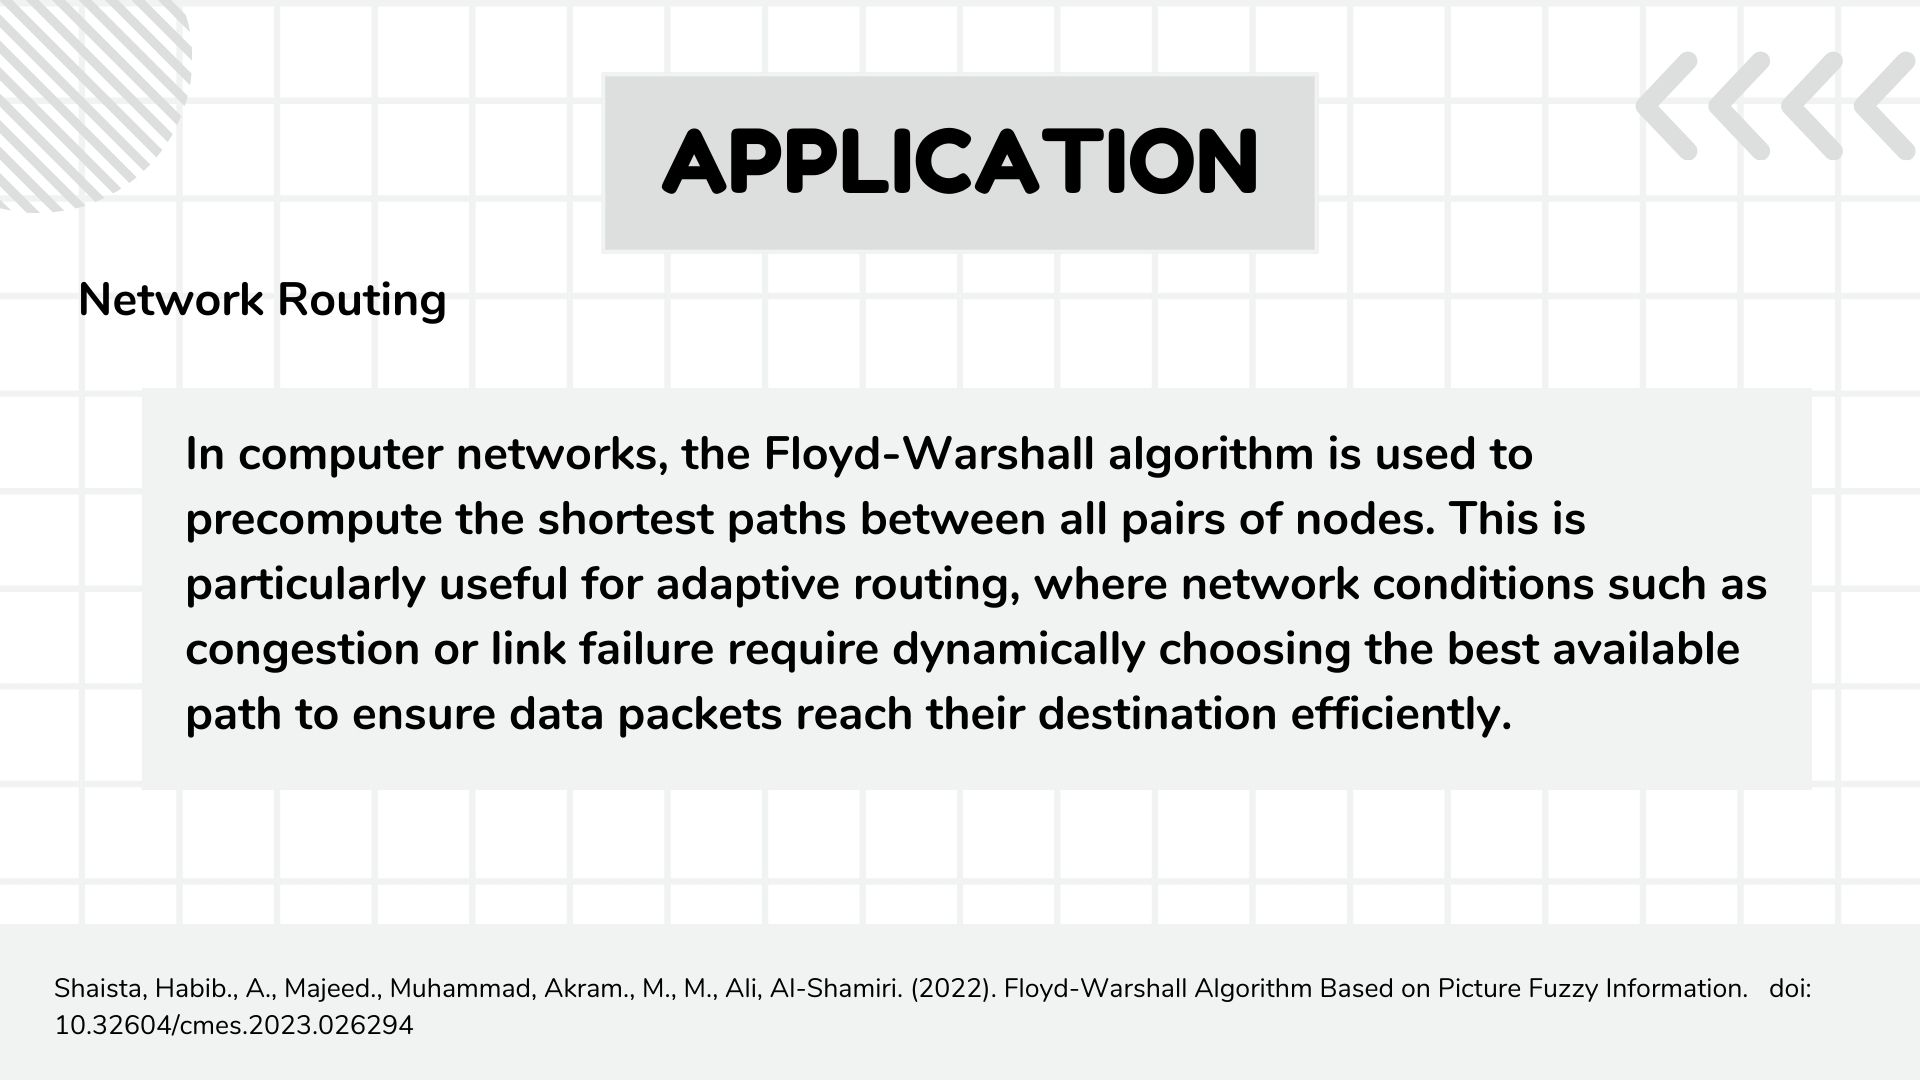 APPLICATION
Network Routing
In computer networks, the Floyd-Warshall algorithm is used to
precompute the shortest paths between all pairs of nodes. This is
particularly useful for adaptive routing, where network conditions such as
congestion or link failure require dynamically choosing the best available
path to ensure data packets reach their destination efficiently.
Shaista, Habib., A., Majeed., Muhammad, Akram., M., M., Ali, Al-Shamiri. (2022). Floyd-Warshall Algorithm Based on Picture Fuzzy Information. doi:
10.32604/cmes.2023.026294